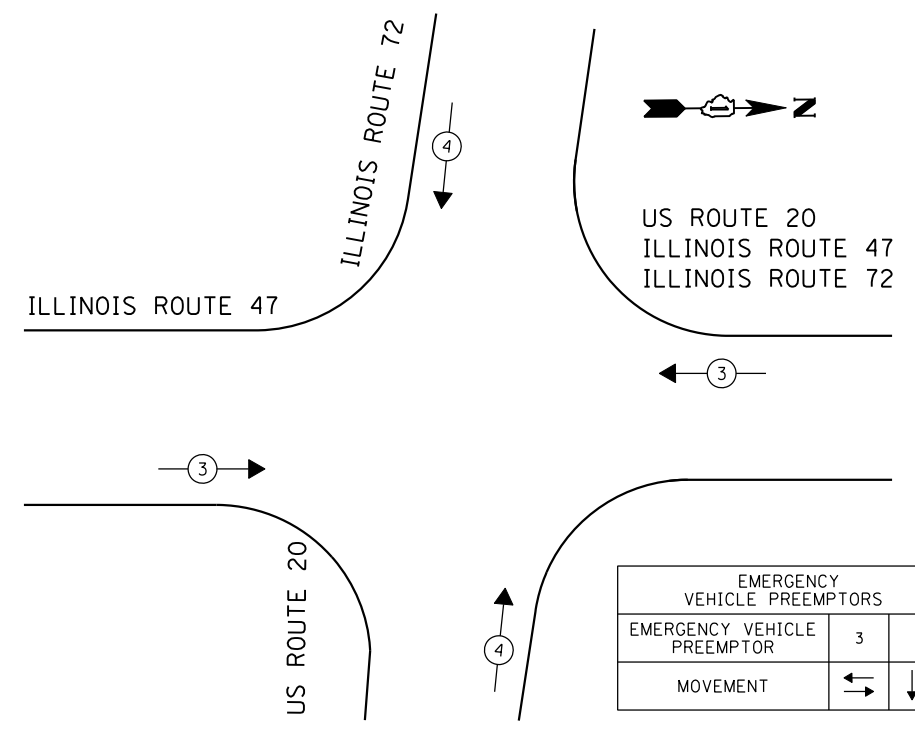 ILLINOIS ROUTE 72
4
N
US ROUTE 20
ILLINOIS ROUTE 47
ILLINOIS ROUTE 72
ILLINOIS ROUTE 47
3
3
US ROUTE 20
4
EMERGENCY
VEHICLE PREEMPTORS
EMERGENCY VEHICLE
PREEMPTOR
3
MOVEMENT